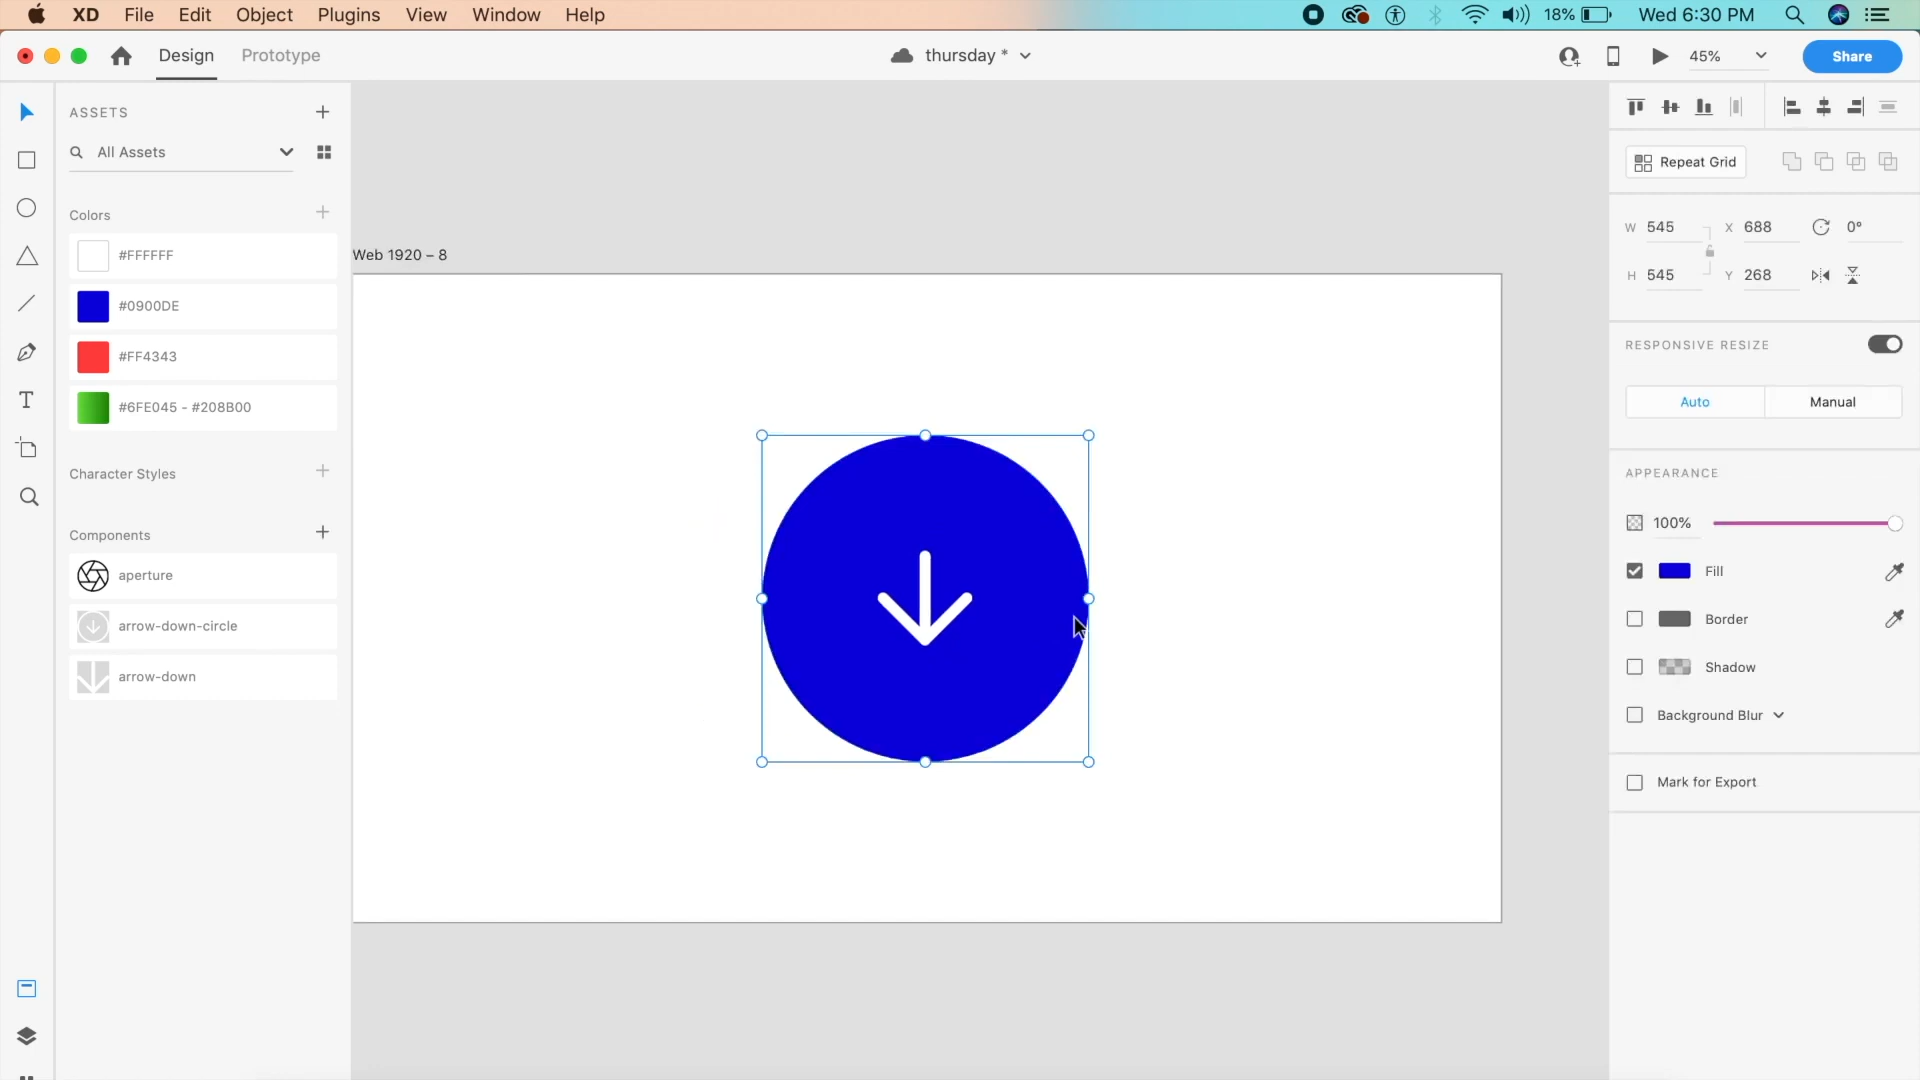 XD File Edit Object Plugins View Window Help 18% Wed 6:30 PM
Design Prototype thursday * 45% Share
ASSETS
All Assets
Colors
#FFFFFF
#0900DE
#FF4343
#6FE045 - #208B00
Character Styles
Components
aperture
arrow-down-circle
arrow-down
Web 1920 – 8
Repeat Grid
W 545 X 688 0°
H 545 Y 268
RESPONSIVE RESIZE
Auto Manual
APPEARANCE
100%
Fill
Border
Shadow
Background Blur
Mark for Export